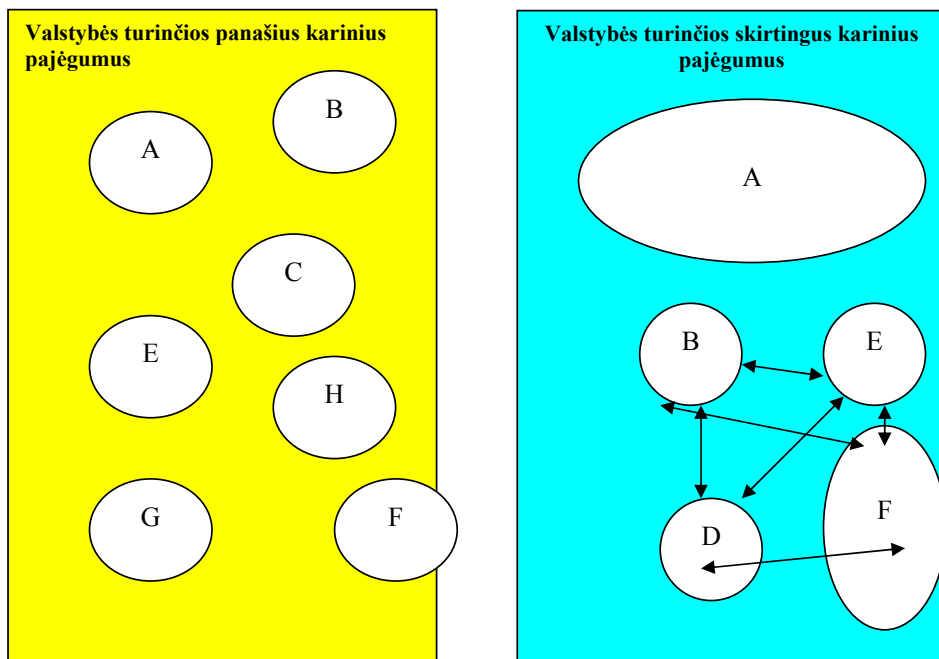 Valstybės turinčios panašius karinius
pajėgumus
A
B
C
E
H
G
F
Valstybės turinčios skirtingus karinius
pajėgumus
A
B
E
D
F